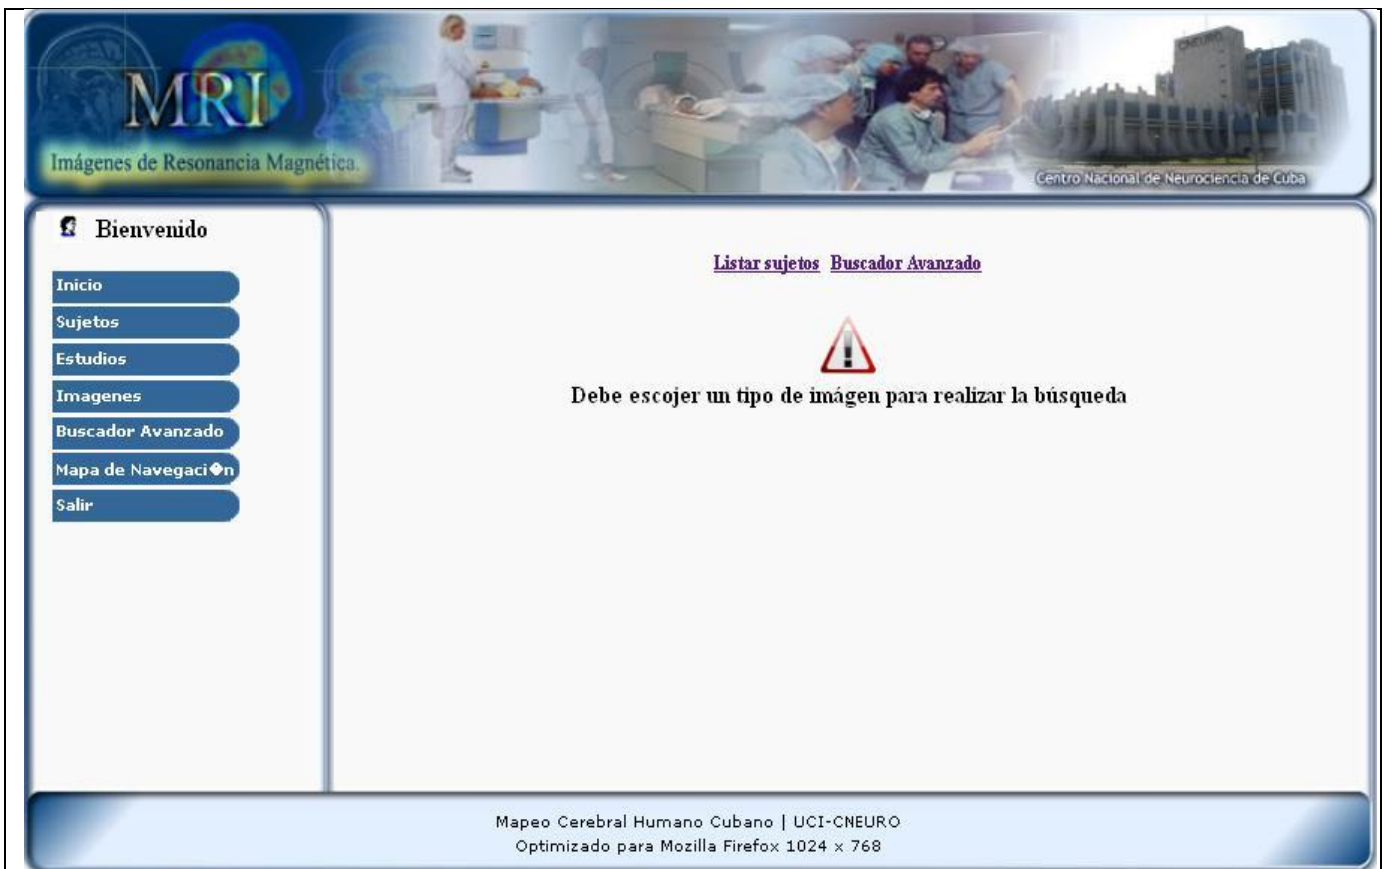 MRI
Imágenes de Resonancia Magnética.
CNEURO
Centro Nacional de Neurociencia de Cuba
Bienvenido
Inicio
Sujetos
Estudios
Imagenes
Buscador Avanzado
Mapa de Navegaci�n
Salir
Listar sujetos Buscador Avanzado
Debe escojer un tipo de imágen para realizar la búsqueda
Mapeo Cerebral Humano Cubano | UCI-CNEURO
Optimizado para Mozilla Firefox 1024 x 768